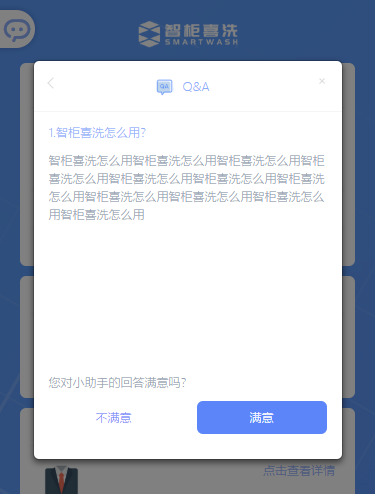 智柜喜洗
SMARTWASH
QA
Q&A
×
1.智柜喜洗怎么用?
智柜喜洗怎么用智柜喜洗怎么用智柜喜洗怎么用智柜
喜洗怎么用智柜喜洗怎么用智柜喜洗怎么用智柜喜洗
怎么用智柜喜洗怎么用智柜喜洗怎么用智柜喜洗怎么
用智柜喜洗怎么用
您对小助手的回答满意吗?
不满意 满意
点击查看详情